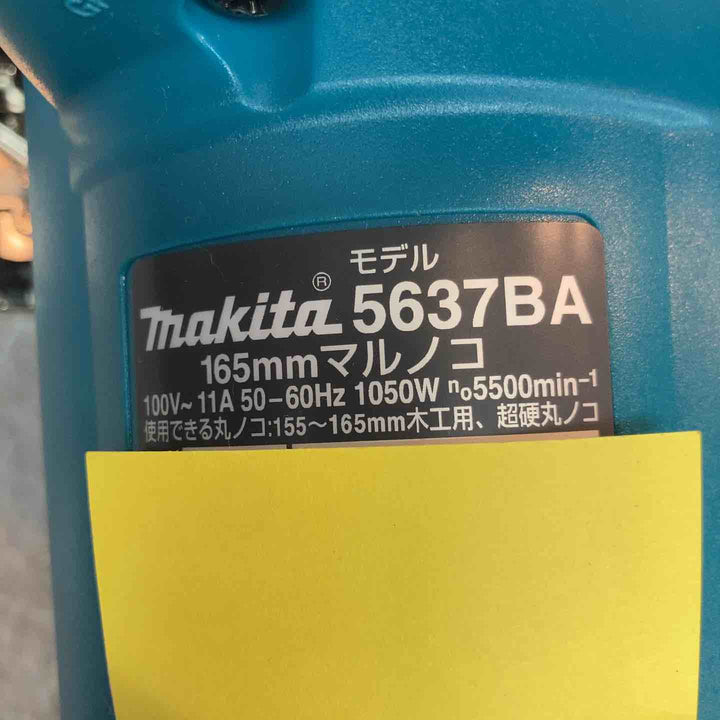 モデル
makita® 5637BA
165mmマルノコ
100V~ 11A 50-60Hz 1050W n₀5500min⁻¹
使用できる丸ノコ:155～165mm木工用、超硬丸ノコ